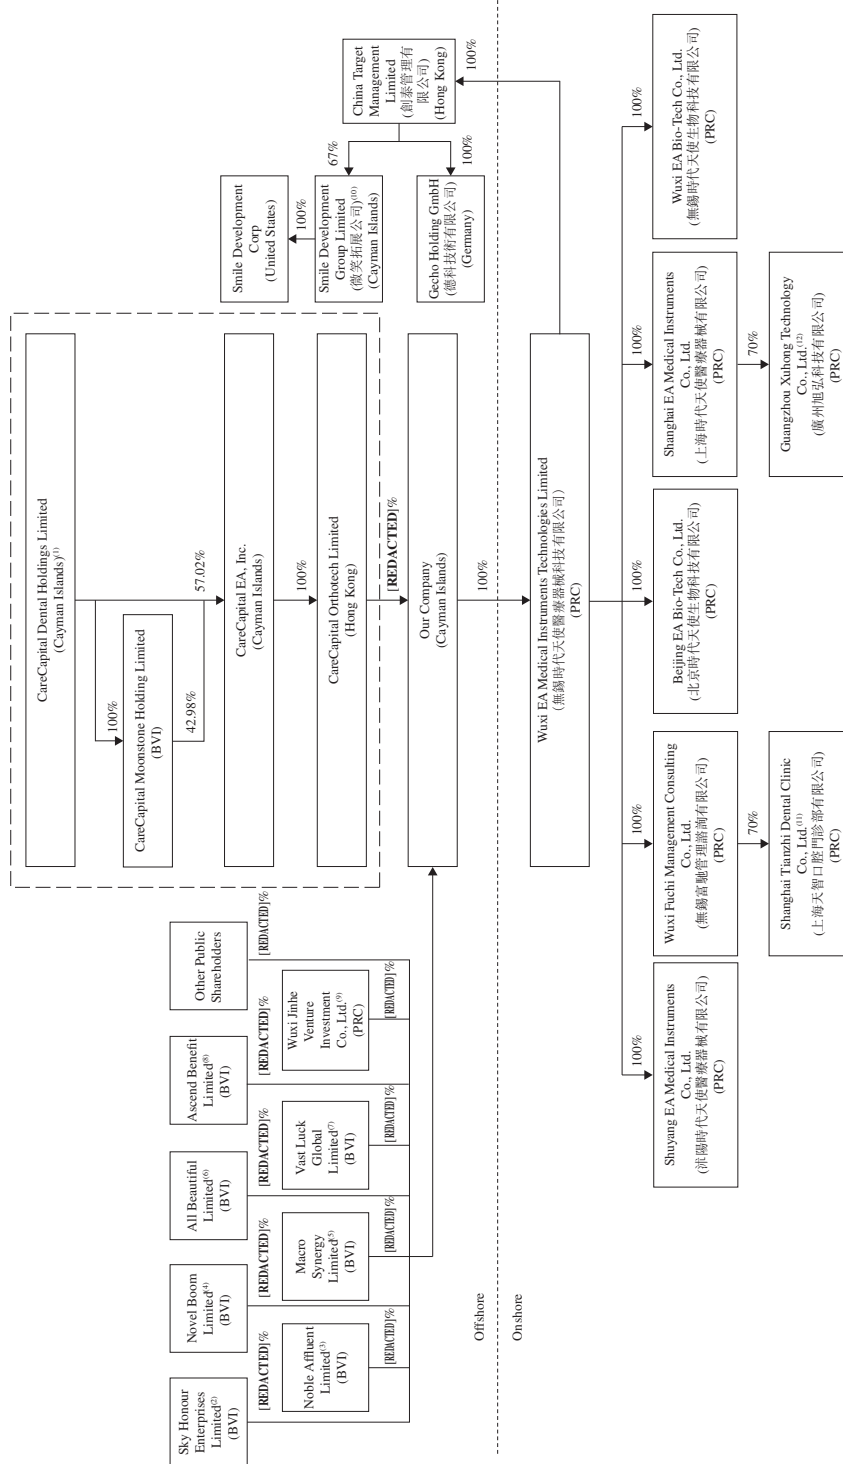 CareCapital Dental Holdings Limited
(Cayman Islands)(1)
100%
CareCapital Moonstone Holding Limited
(BVI)
42.98%
57.02%
CareCapital EA, Inc.
(Cayman Islands)
100%
CareCapital Orthotech Limited
(Hong Kong)
[REDACTED]%
Sky Honour
Enterprises
Limited(2)
(BVI)
[REDACTED]%
Novel Boom
Limited(4)
(BVI)
[REDACTED]%
All Beautiful
Limited(6)
(BVI)
[REDACTED]%
Ascend Benefit
Limited(8)
(BVI)
[REDACTED]%
Other Public
Shareholders
[REDACTED]%
Noble Affluent
Limited(3)
(BVI)
[REDACTED]%
Macro
Synergy
Limited(5)
(BVI)
[REDACTED]%
Vast Luck
Global
Limited(7)
(BVI)
[REDACTED]%
Wuxi Jinhe
Venture
Investment
Co., Ltd.(9)
(PRC)
[REDACTED]%
Our Company
(Cayman Islands)
100%
Smile Development
Corp
(United States)
100%
Smile Development
Group Limited
(微笑拓展公司)(10)
(Cayman Islands)
67%
China Target
Management
Limited
(創泰管理有
限公司)
(Hong Kong)
100%
Gecho Holding GmbH
(德科技術有限公司)
(Germany)
100%
Offshore
Onshore
Wuxi EA Medical Instruments Technologies Limited
(無錫時代天使醫療器械科技有限公司)
(PRC)
100%
100%
100%
100%
100%
Shuyang EA Medical Instruments
Co., Ltd.
(沭陽時代天使醫療器械有限公司)
(PRC)
Wuxi Fuchi Management Consulting
Co., Ltd.
(無錫富馳管理諮詢有限公司)
(PRC)
Beijing EA Bio-Tech Co., Ltd.
(北京時代天使生物科技有限公司)
(PRC)
Shanghai EA Medical Instruments
Co., Ltd.
(上海時代天使醫療器械有限公司)
(PRC)
Wuxi EA Bio-Tech Co., Ltd.
(無錫時代天使生物科技有限公司)
(PRC)
70%
70%
Shanghai Tianzhi Dental Clinic
Co., Ltd.(11)
(上海天智口腔門診部有限公司)
(PRC)
Guangzhou Xuhong Technology
Co., Ltd.(12)
(廣州旭弘科技有限公司)
(PRC)